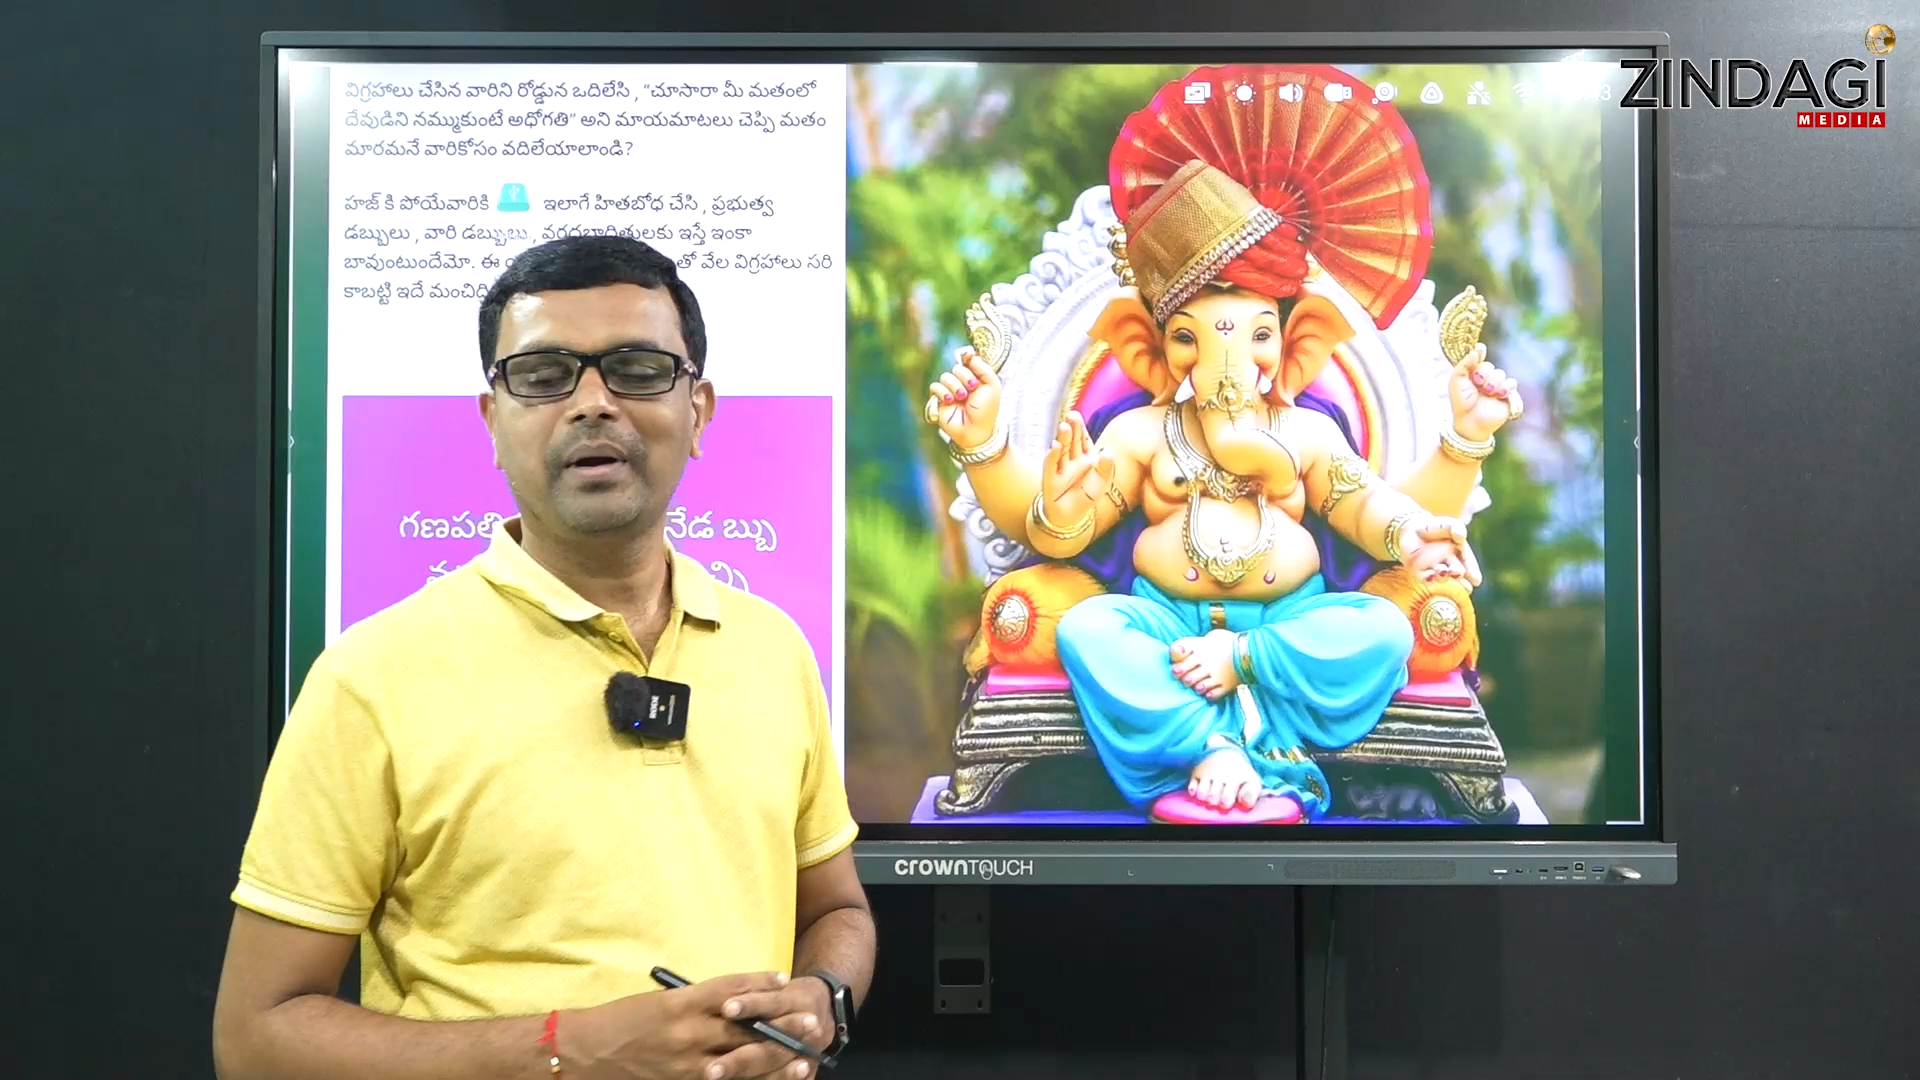 విగ్రహాలు చేసిన వారిని రోడ్డున ఒదిలేసి , "చూసారా మీ మతంలో
దేవుడిని నమ్ముకుంటే అధోగతి" అని మాయమాటలు చెప్పి మతం
మారమనే వారికోసం వదిలేయాలాండి?
హజ్ కి పోయేవారికి ఇలాగే హితబోధ చేసి , ప్రభుత్వ
డబ్బులు , వారి డబ్బులు , వరదబాధితులకు ఇస్తే ఇంకా
బావుంటుందేమో. ఈ తో వేల విగ్రహాలు సరి
కాబట్టి ఇదే మంచిది
గణపతి నేడ బ్బు
ZINDAGI
MEDIA
CROWNTOUCH